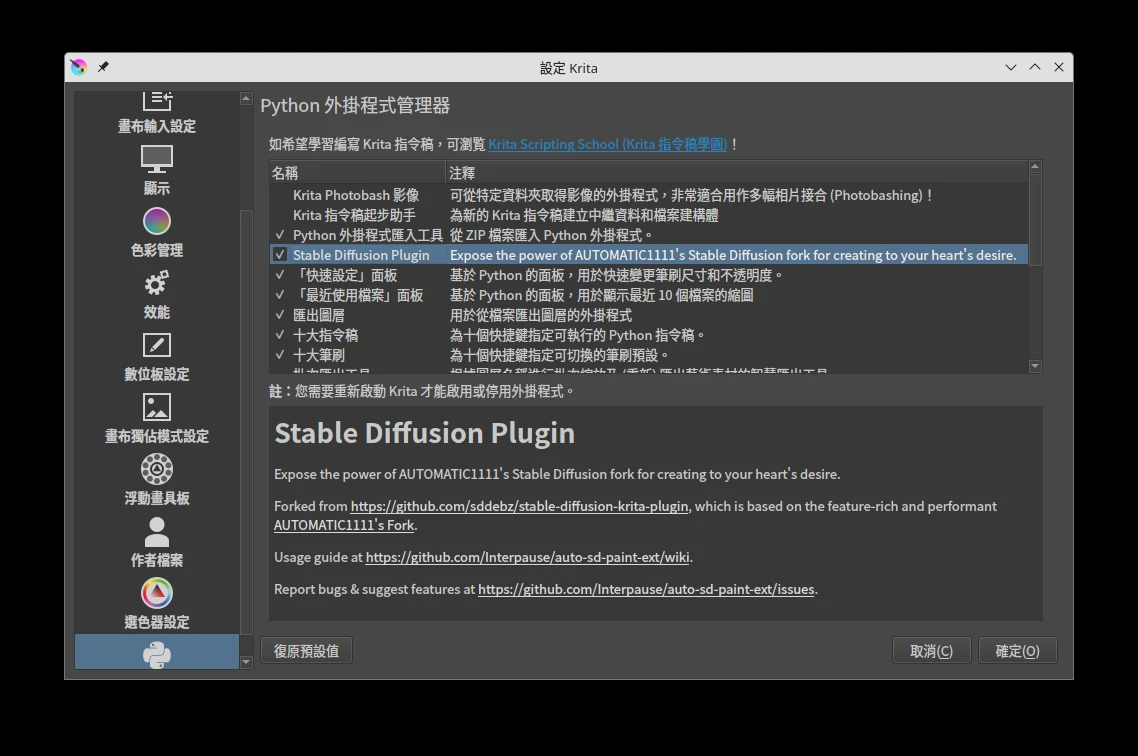 設定 Krita
畫布輸入設定
顯示
色彩管理
效能
數位板設定
畫布獨佔模式設定
浮動畫具板
作者檔案
選色器設定
Python 外掛程式管理器
如希望學習編寫 Krita 指令稿，可瀏覽 Krita Scripting School (Krita 指令稿學園)！
名稱 注釋
Krita Photobash 影像 可從特定資料夾取得影像的外掛程式，非常適合用作多幅相片接合 (Photobashing)！
Krita 指令稿起步助手 為新的 Krita 指令稿建立中繼資料和檔案建構體
✓ Python 外掛程式匯入工具 從 ZIP 檔案匯入 Python 外掛程式。
✓ Stable Diffusion Plugin Expose the power of AUTOMATIC1111's Stable Diffusion fork for creating to your heart's desire.
✓ 「快速設定」面板 基於 Python 的面板，用於快速變更筆刷尺寸和不透明度。
✓ 「最近使用檔案」面板 基於 Python 的面板，用於顯示最近 10 個檔案的縮圖
✓ 匯出圖層 用於從檔案匯出圖層的外掛程式
✓ 十大指令稿 為十個快捷鍵指定可執行的 Python 指令稿。
✓ 十大筆刷 為十個快捷鍵指定可切換的筆刷預設。
註：您需要重新啟動 Krita 才能啟用或停用外掛程式。
Stable Diffusion Plugin
Expose the power of AUTOMATIC1111's Stable Diffusion fork for creating to your heart's desire.
Forked from https://github.com/sddebz/stable-diffusion-krita-plugin, which is based on the feature-rich and performant
AUTOMATIC1111's Fork.
Usage guide at https://github.com/Interpause/auto-sd-paint-ext/wiki.
Report bugs & suggest features at https://github.com/Interpause/auto-sd-paint-ext/issues.
復原預設值 取消(C) 確定(O)